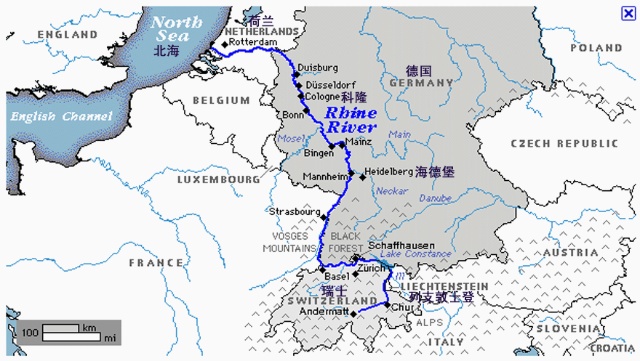 North
Sea
北海
荷兰
NETHERLANDS
Rotterdam
ENGLAND
POLAND
Duisburg
Düsseldorf
Cologne 科隆
德国
GERMANY
BELGIUM
English Channel
Bonn
Rhine
River
Mosel
Main
Mainz
Bingen
CZECH REPUBLIC
LUXEMBOURG
Mannheim
Heidelberg 海德堡
Neckar
Danube
Strasbourg
VOSGES
MOUNTAINS
BLACK
FOREST
Schaffhausen
Lake Constance
AUSTRIA
FRANCE
Basel
Zürich
LIECHTENSTEIN
列支敦士登
瑞士
SWITZERLAND
Andermatt
Chur
ALPS
ITALY
SLOVENIA
CROATIA
100
km
mi